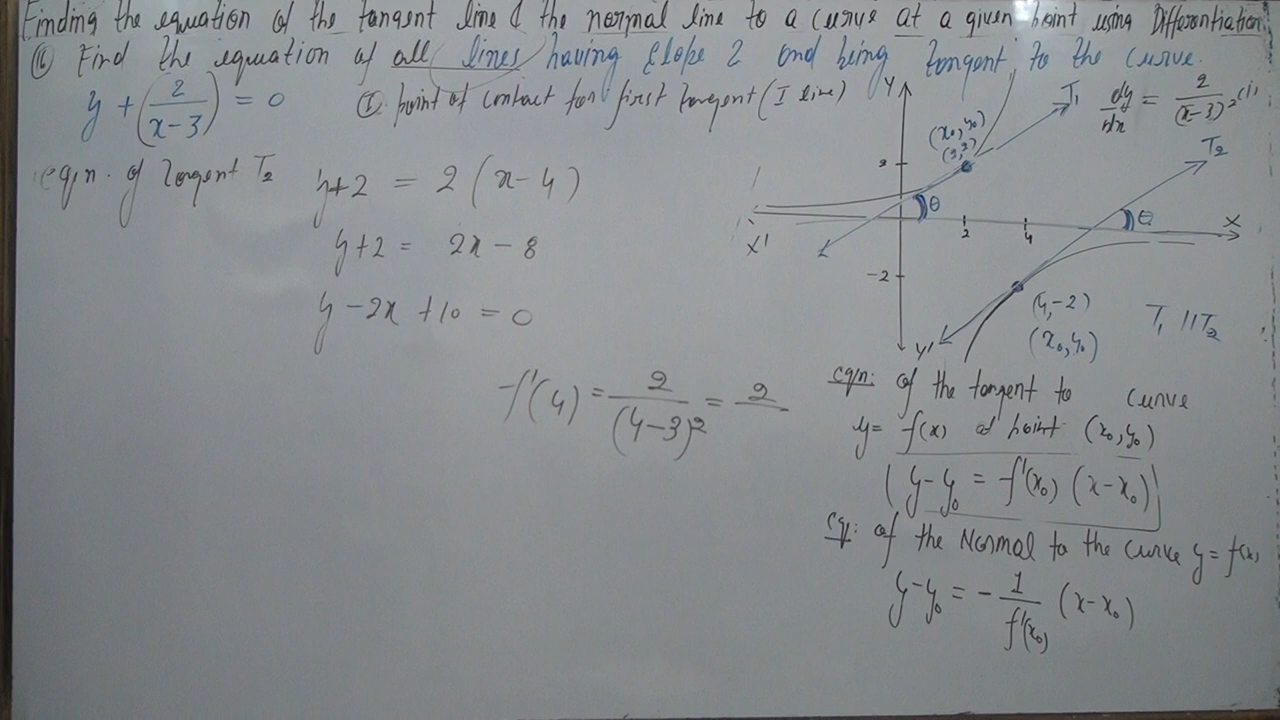 Finding the equation of the tangent line & the normal line to a curve at a given point using Differentiation
⑯ Find the equation of all lines having slope 2 and being tangent to the curve.
y + (2/(x-3)) = 0
① point of contact for first tangent (I line)
dy/dx = 2/(x-3)² (1)
eqn. of Tangent T₂
y+2 = 2(x-4)
y+2 = 2x-8
y-2x+10 = 0
f'(4) = 2/(4-3)² = 2
Y
T₁
(x₀,y₀)
(2,2)
T₂
2
θ
θ
X'
2
4
X
-2
(4,-2)
(x₀,y₀)
Y'
T₁ || T₂
eqn: of the tangent to curve
y = f(x) at point (x₀,y₀)
y-y₀ = f'(x₀) (x-x₀)
eq: of the Normal to the curve y = f(x)
y-y₀ = -1/f'(x₀) (x-x₀)